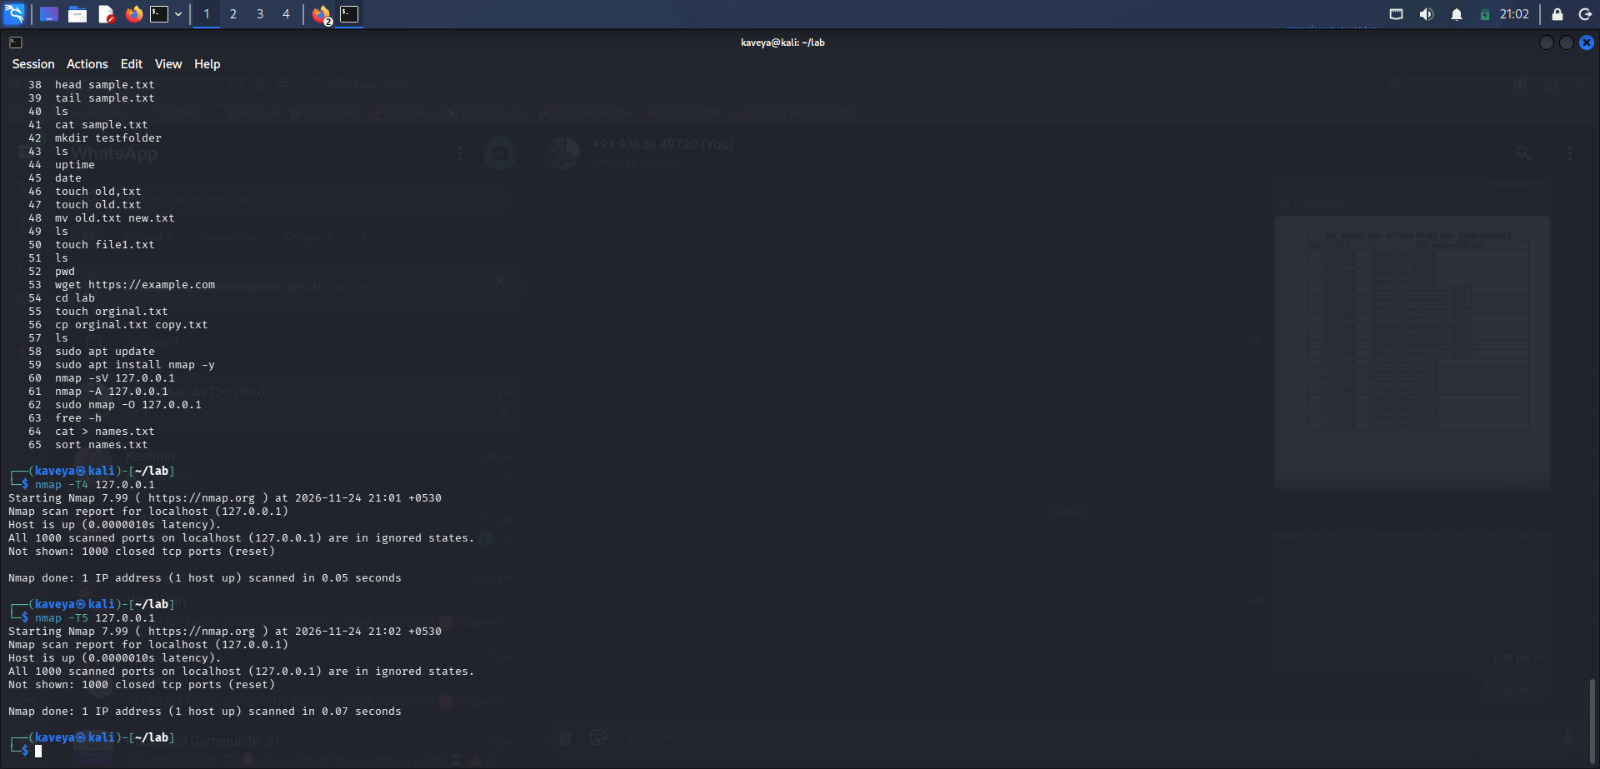 1 2 3 4 2 21:02
kaveya@kali: ~/lab
Session Actions Edit View Help
38 head sample.txt
39 tail sample.txt
40 ls
41 cat sample.txt
42 mkdir testfolder
43 ls
44 uptime
45 date
46 touch old,txt
47 touch old.txt
48 mv old.txt new.txt
49 ls
50 touch file1.txt
51 ls
52 pwd
53 wget https://example.com
54 cd lab
55 touch orginal.txt
56 cp orginal.txt copy.txt
57 ls
58 sudo apt update
59 sudo apt install nmap -y
60 nmap -sV 127.0.0.1
61 nmap -A 127.0.0.1
62 sudo nmap -O 127.0.0.1
63 free -h
64 cat > names.txt
65 sort names.txt
┌──(kaveya㉿kali)-[~/lab]
└─$ nmap -T4 127.0.0.1
Starting Nmap 7.99 ( https://nmap.org ) at 2026-11-24 21:01 +0530
Nmap scan report for localhost (127.0.0.1)
Host is up (0.0000010s latency).
All 1000 scanned ports on localhost (127.0.0.1) are in ignored states.
Not shown: 1000 closed tcp ports (reset)
Nmap done: 1 IP address (1 host up) scanned in 0.05 seconds
┌──(kaveya㉿kali)-[~/lab]
└─$ nmap -T5 127.0.0.1
Starting Nmap 7.99 ( https://nmap.org ) at 2026-11-24 21:02 +0530
Nmap scan report for localhost (127.0.0.1)
Host is up (0.0000010s latency).
All 1000 scanned ports on localhost (127.0.0.1) are in ignored states.
Not shown: 1000 closed tcp ports (reset)
Nmap done: 1 IP address (1 host up) scanned in 0.07 seconds
┌──(kaveya㉿kali)-[~/lab]
└─$
WhatsApp
+91 93630 49720 (You)
Message yourself
Type a message